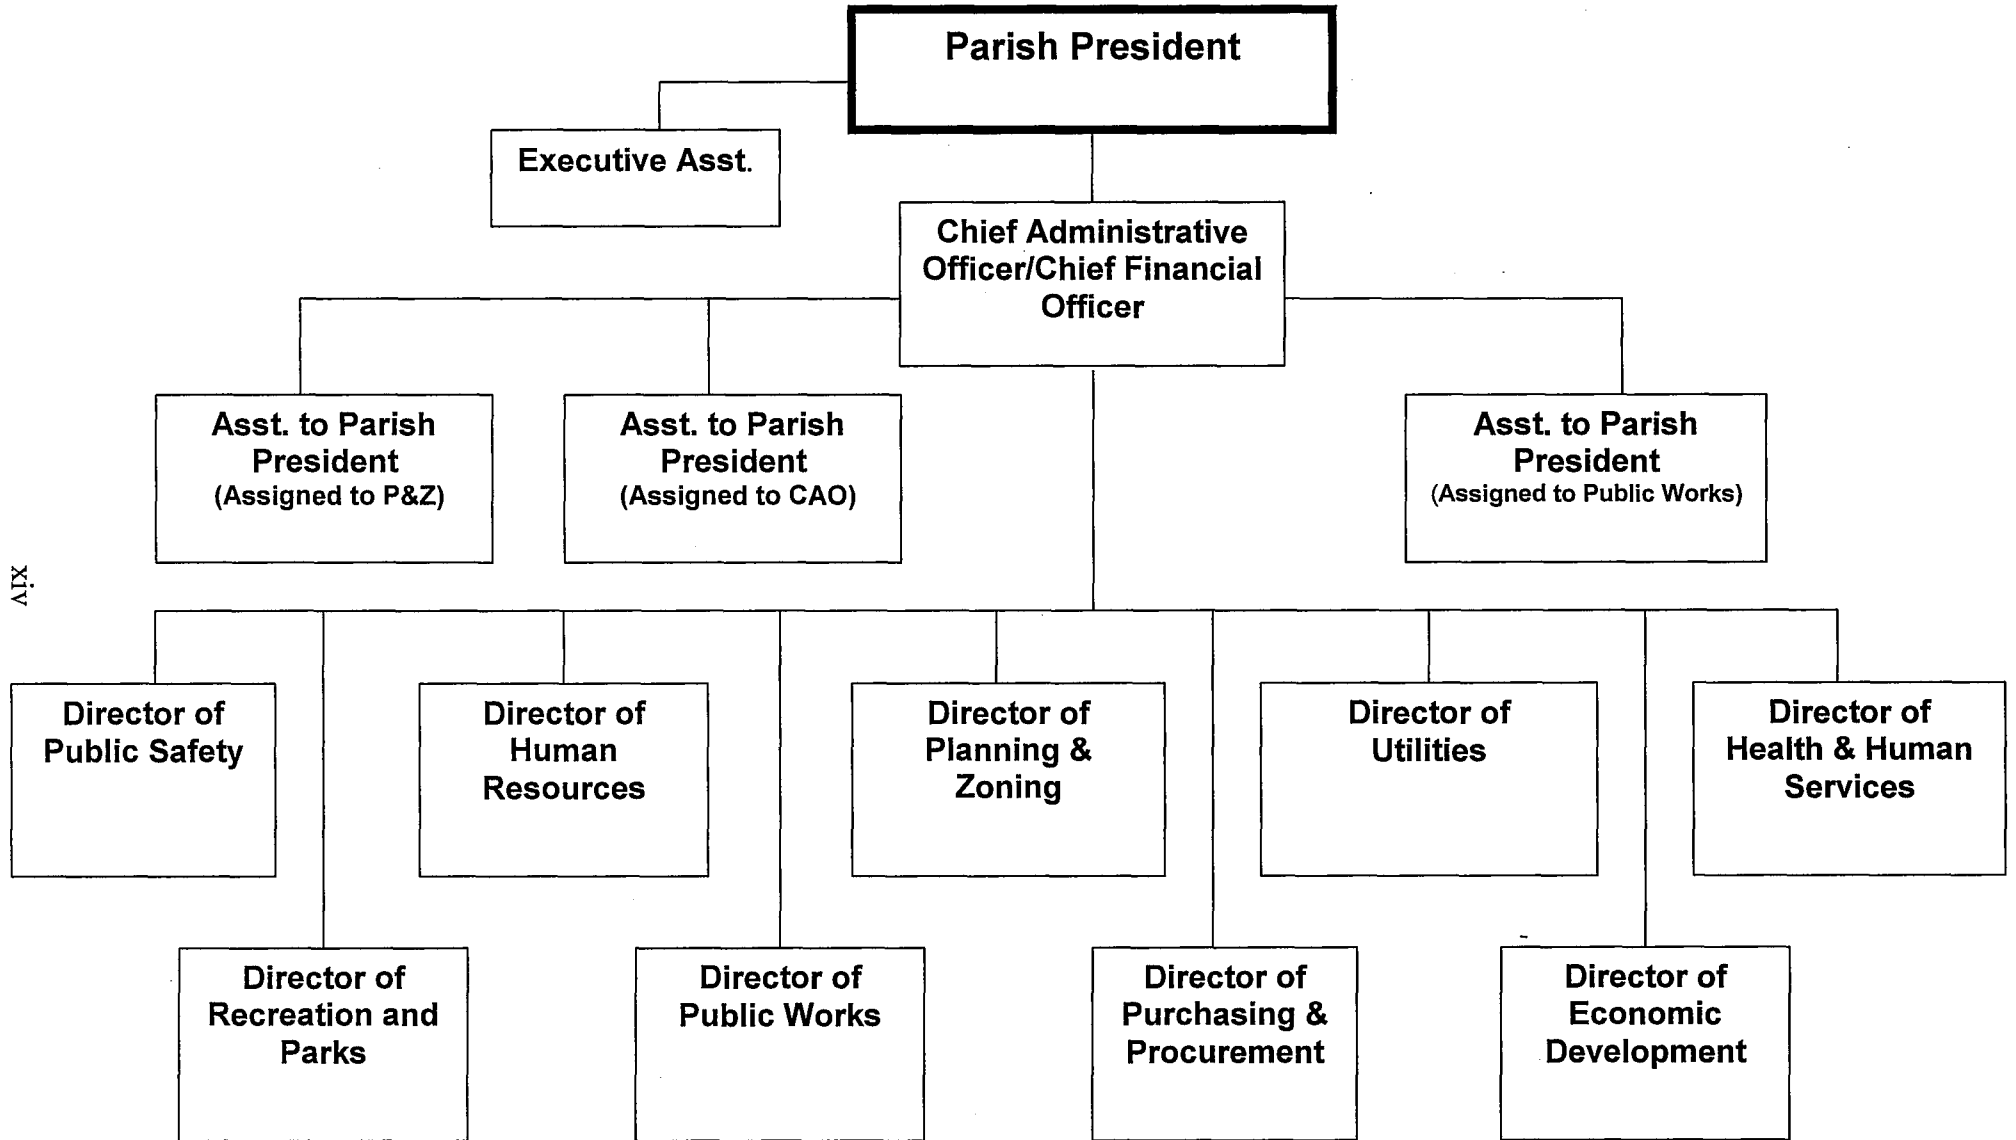 Parish President
Executive Asst.
Chief Administrative
Officer/Chief Financial
Officer
Asst. to Parish
President
(Assigned to P&Z)
Asst. to Parish
President
(Assigned to CAO)
Asst. to Parish
President
(Assigned to Public Works)
xiv
Director of
Public Safety
Director of
Human
Resources
Director of
Planning &
Zoning
Director of
Utilities
Director of
Health & Human
Services
Director of
Recreation and
Parks
Director of
Public Works
Director of
Purchasing &
Procurement
Director of
Economic
Development